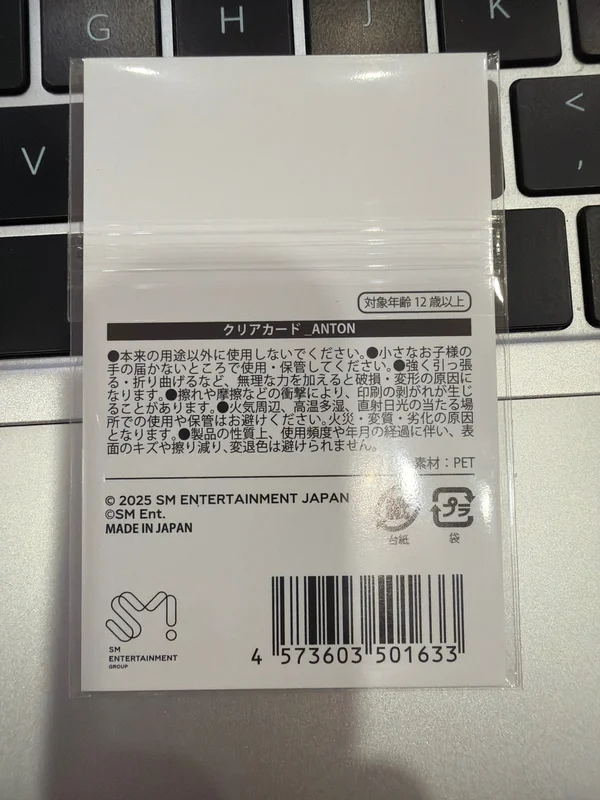 G
H
J
K
V
<
,
対象年齢 12 歳以上
クリアカード_ANTON
●本来の用途以外に使用しないでください。●小さなお子様の
手の届かないところで使用・保管してください。●強く引っ張
る・折り曲げるなど、無理な力を加えると破損・変形の原因に
なります。●擦れや摩擦などの衝撃により、印刷の剥がれが生じ
ることがあります。●火気周辺、高温多湿、直射日光の当たる場
所での使用や保管はお避けください。火災・変質・劣化の原因
となります。●製品の性質上、使用頻度や年月の経過に伴い、表
面のキズや擦り減り、変退色は避けられません。
素材：PET
© 2025 SM ENTERTAINMENT JAPAN
©SM Ent.
MADE IN JAPAN
紙
プラ
台紙
袋
SM!
SM
ENTERTAINMENT
GROUP
4 573603 501633